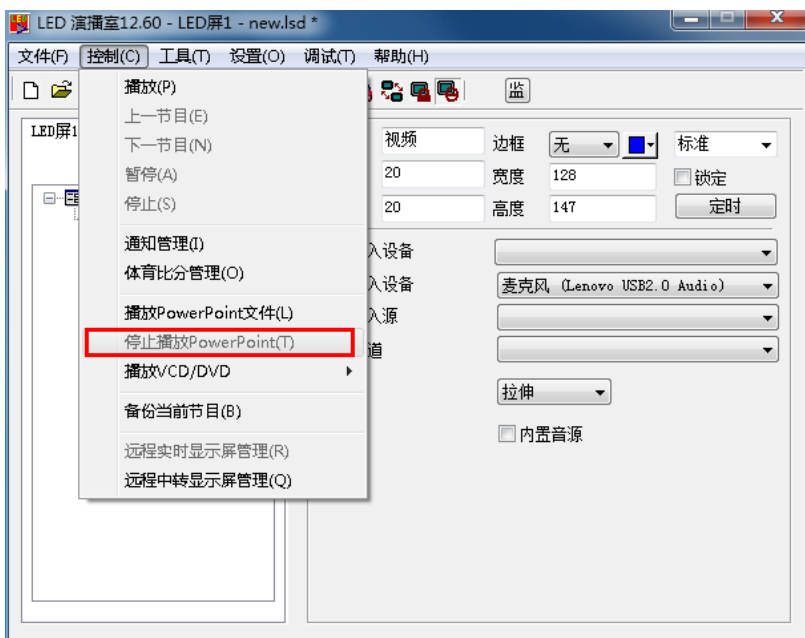 LED 演播室12.60 - LED屏1 - new.lsd *
文件(F) 控制(C) 工具(T) 设置(O) 调试(T) 帮助(H)
监
LED屏1
播放(P)
上一节目(E)
下一节目(N)
暂停(A)
停止(S)
通知管理(I)
体育比分管理(O)
播放PowerPoint文件(L)
停止播放PowerPoint(T)
播放VCD/DVD
备份当前节目(B)
远程实时显示屏管理(R)
远程中转显示屏管理(Q)
视频 边框 无 标准
20 宽度 128 锁定
20 高度 147 定时
入设备
入设备 麦克风 (Lenovo USB2.0 Audio)
入源
道
拉伸
内置音源